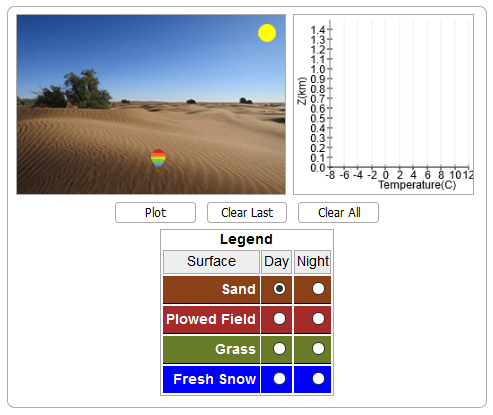 1.4
1.3
1.2
1.1
1.0
0.9
0.8
0.7
0.6
0.5
0.4
0.3
0.2
0.1
0.0
Z(km)
-8 -6 -4 -2 0 2 4 6 8 10 12
Temperature(C)
Plot Clear Last Clear All
Legend
Surface Day Night
Sand
Plowed Field
Grass
Fresh Snow